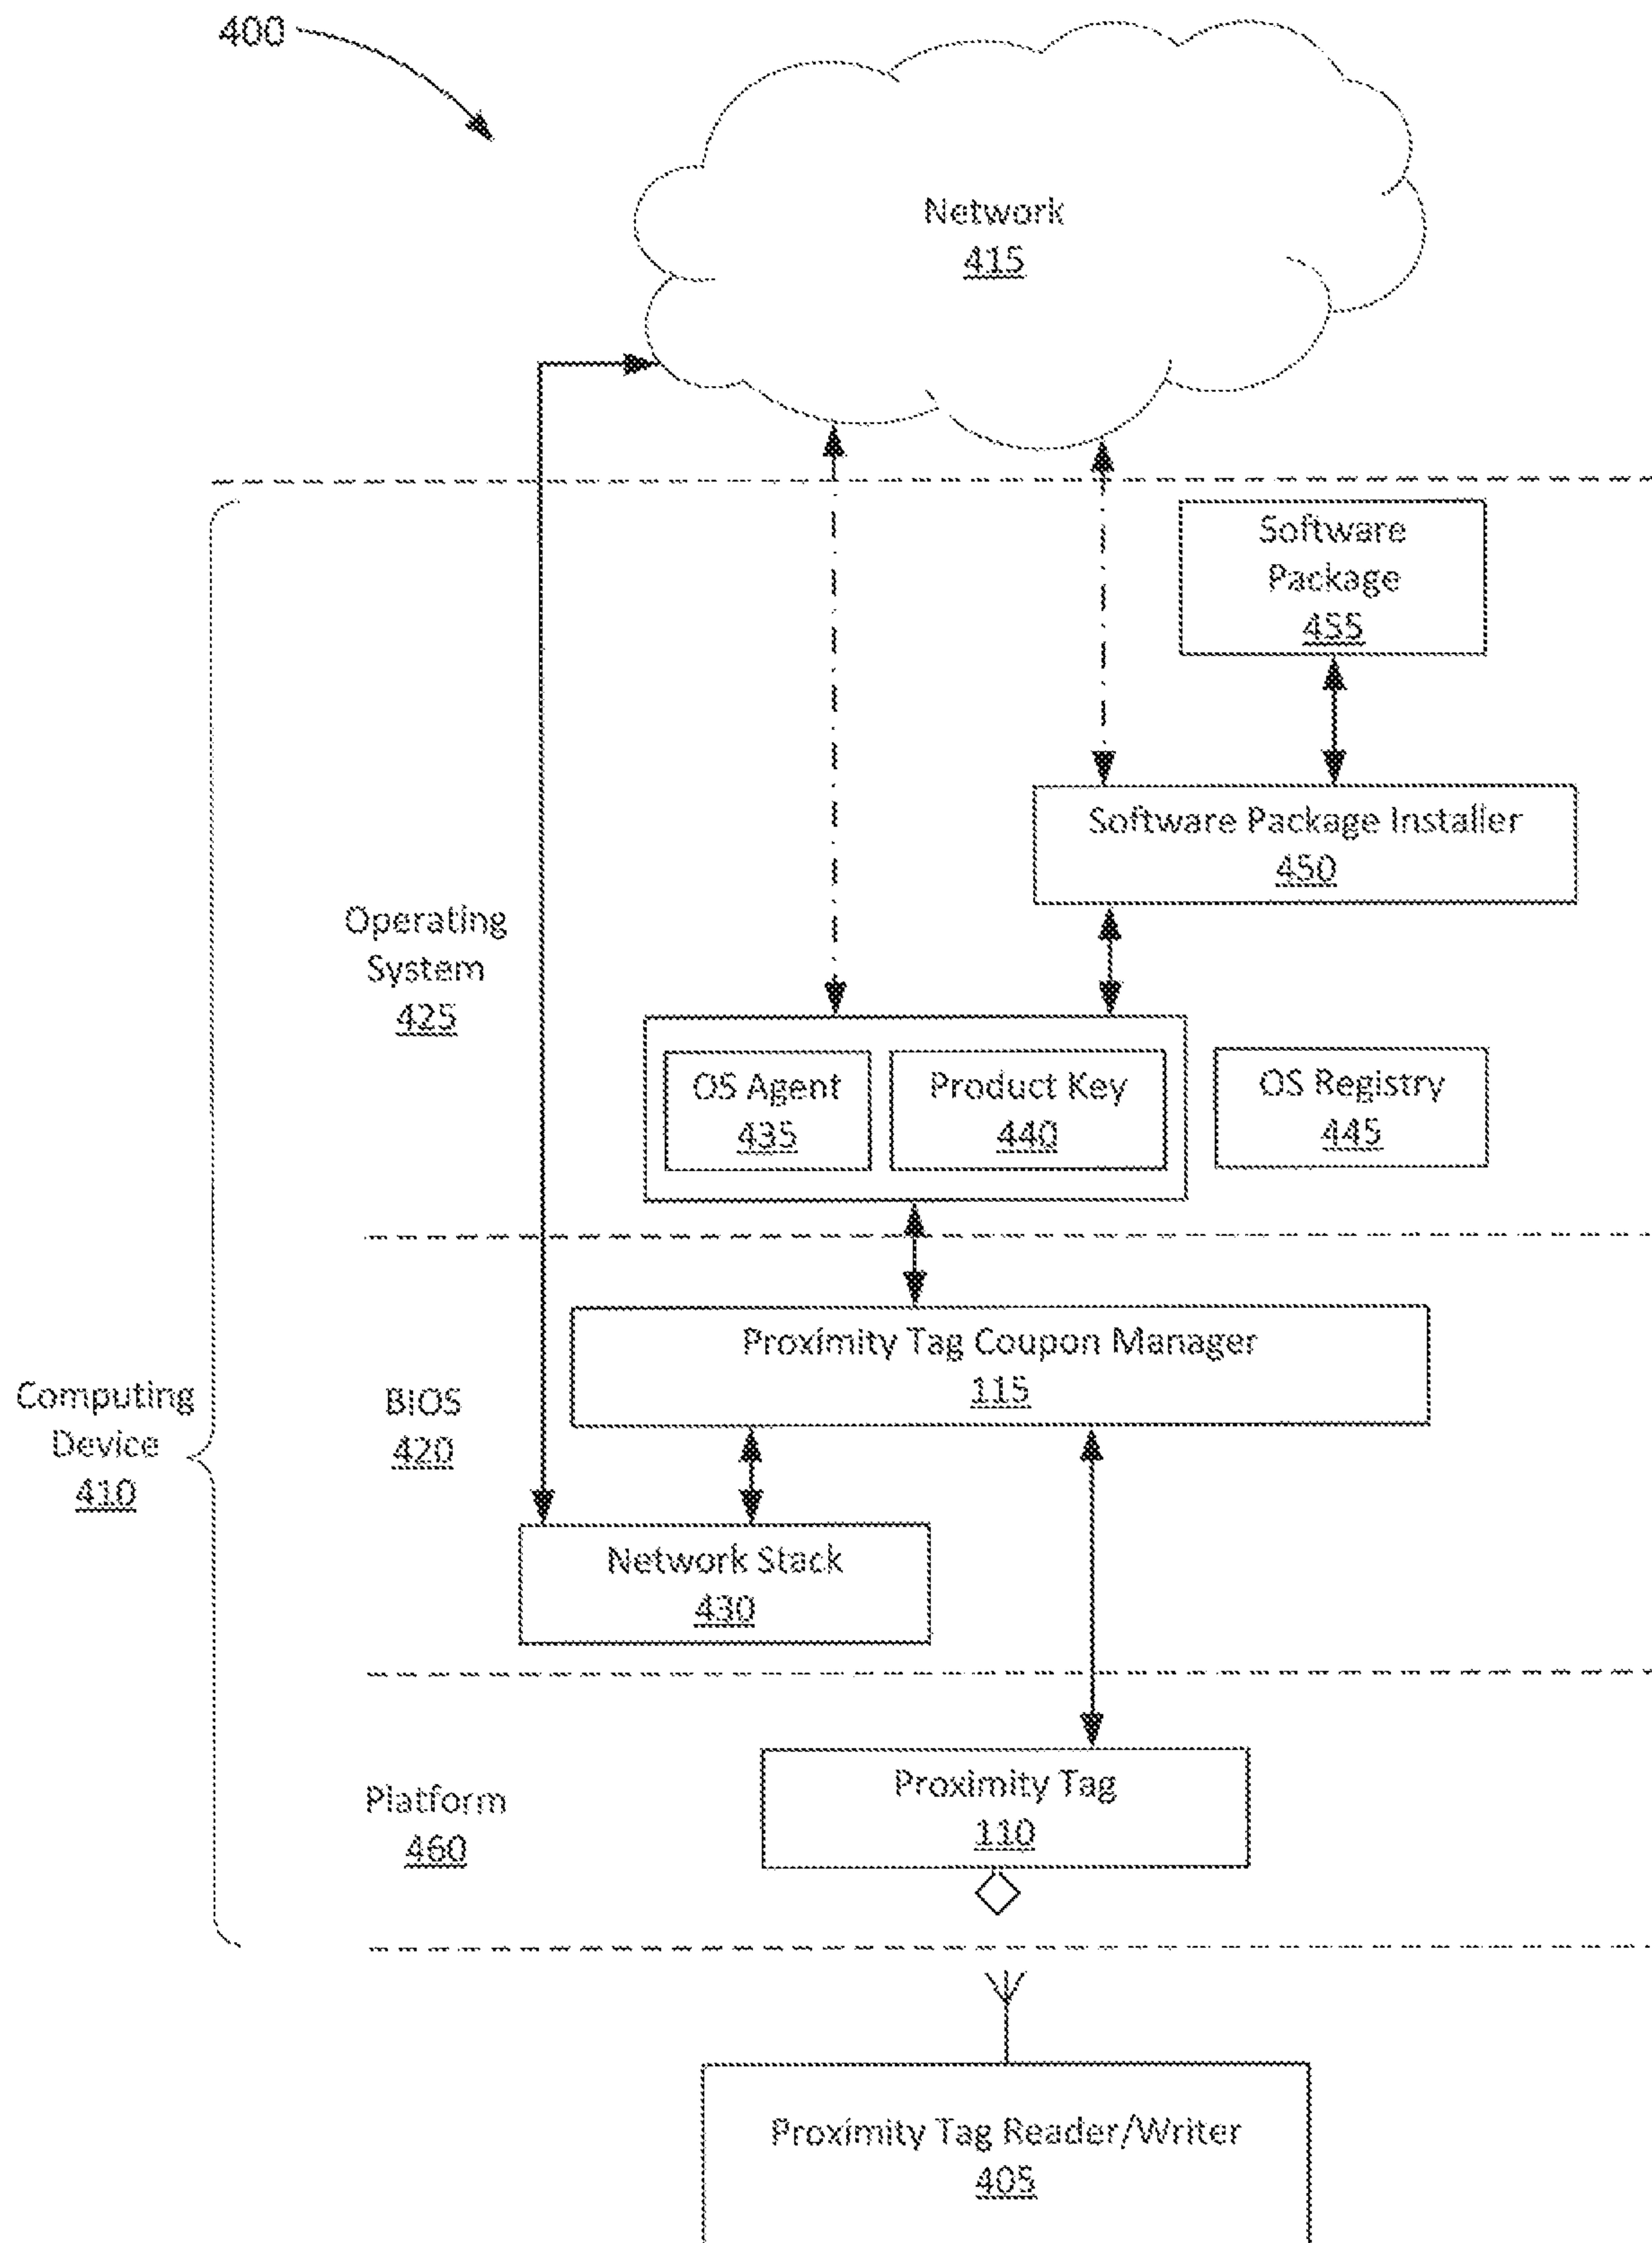 400
Network
415
Software
Package
455
Software Package Installer
450
Operating
System
425
OS Agent
435
Product Key
440
OS Registry
445
Proximity Tag Coupon Manager
115
Computing
Device
410
BIOS
420
Network Stack
430
Platform
460
Proximity Tag
110
Proximity Tag Reader/Writer
405